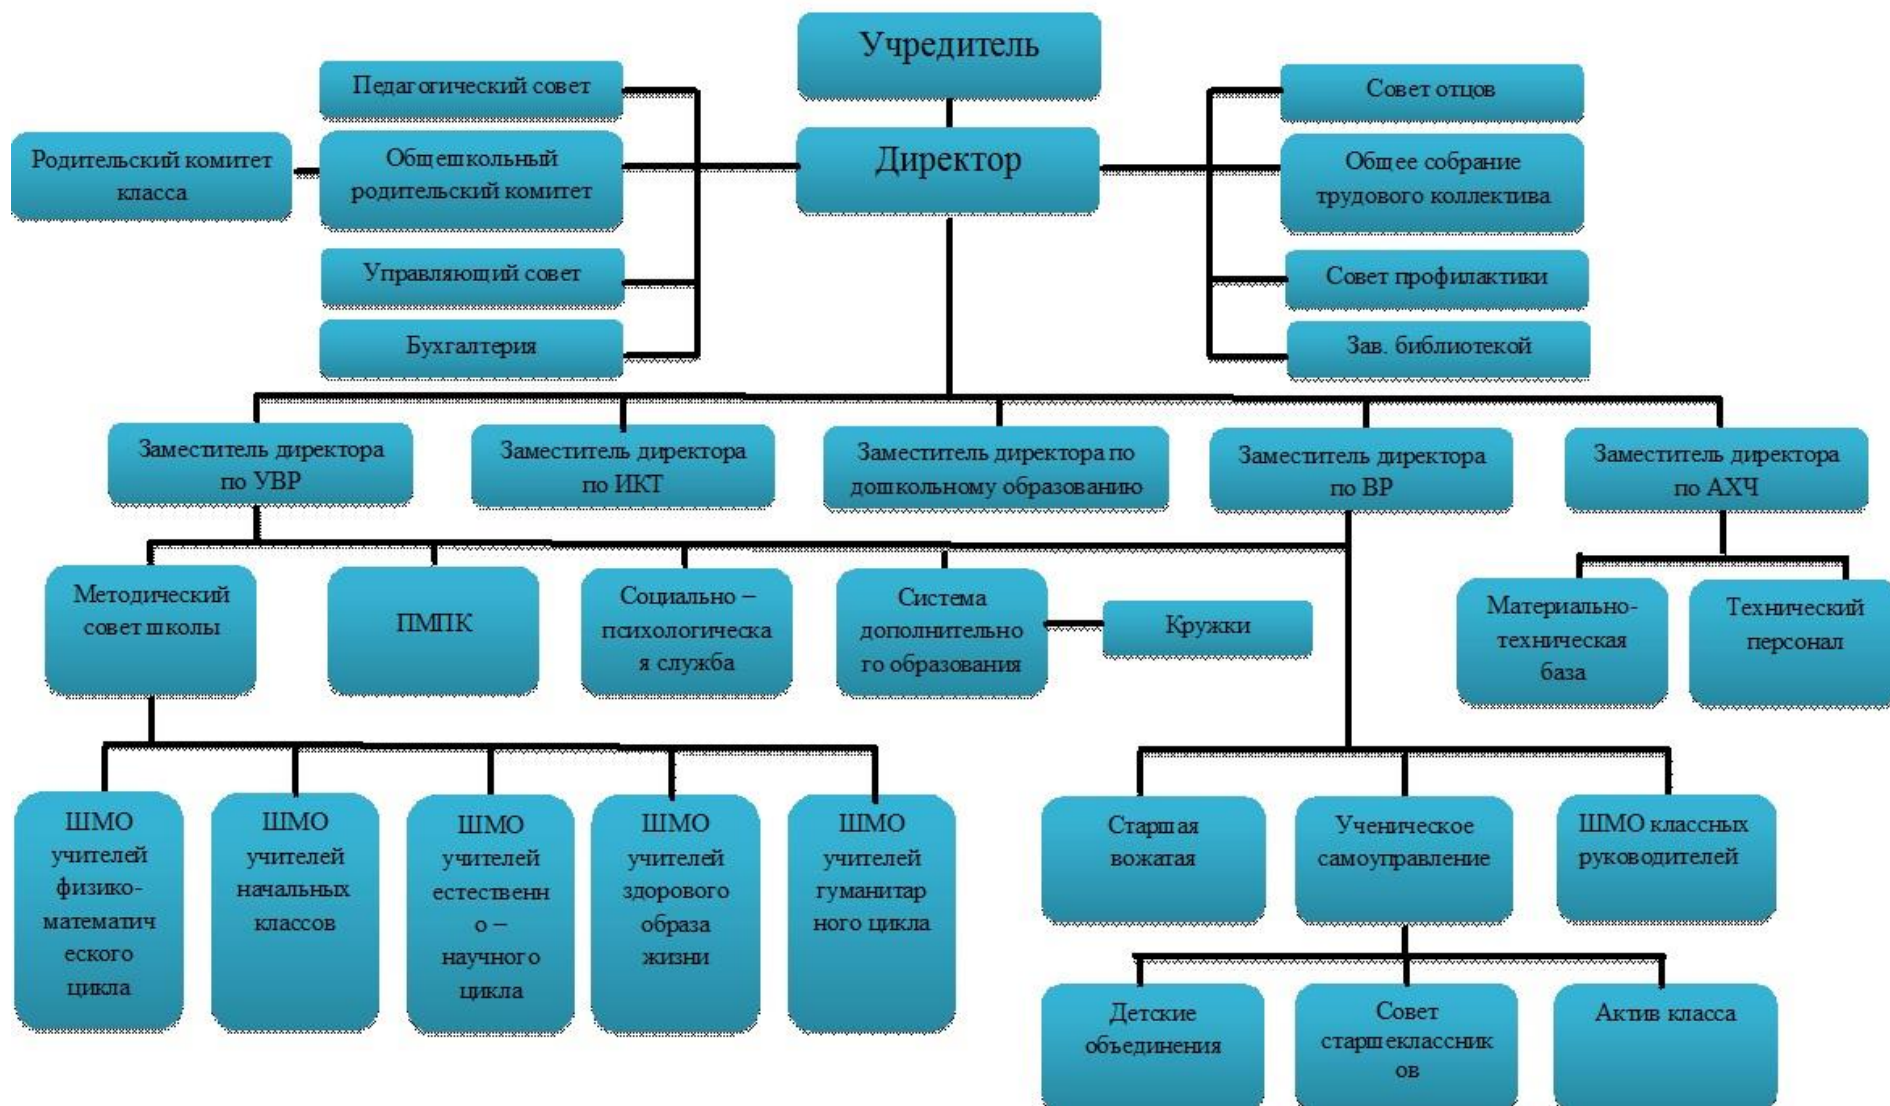 Учредитель
Педагогический совет
Совет отцов
Родительский комитет
класса
Общешкольный
родительский комитет
Директор
Общее собрание
трудового коллектива
Управляющий совет
Совет профилактики
Бухгалтерия
Зав. библиотекой
Заместитель директора
по УВР
Заместитель директора
по ИКТ
Заместитель директора по
дошкольному образованию
Заместитель директора
по ВР
Заместитель директора
по АХЧ
Методический
совет школы
ПМПК
Социально –
психологическа
я служба
Система
дополнительно
го образования
Кружки
Материально-
техническая
база
Технический
персонал
ШМО
учителей
физико-
математич
еского
цикла
ШМО
учителей
начальных
классов
ШМО
учителей
естественн
о –
научного
цикла
ШМО
учителей
здорового
образа
жизни
ШМО
учителей
гуманитар
ного цикла
Старшая
вожатая
Ученическое
самоуправление
ШМО классных
руководителей
Детские
объединения
Совет
старшеклассник
ов
Актив класса